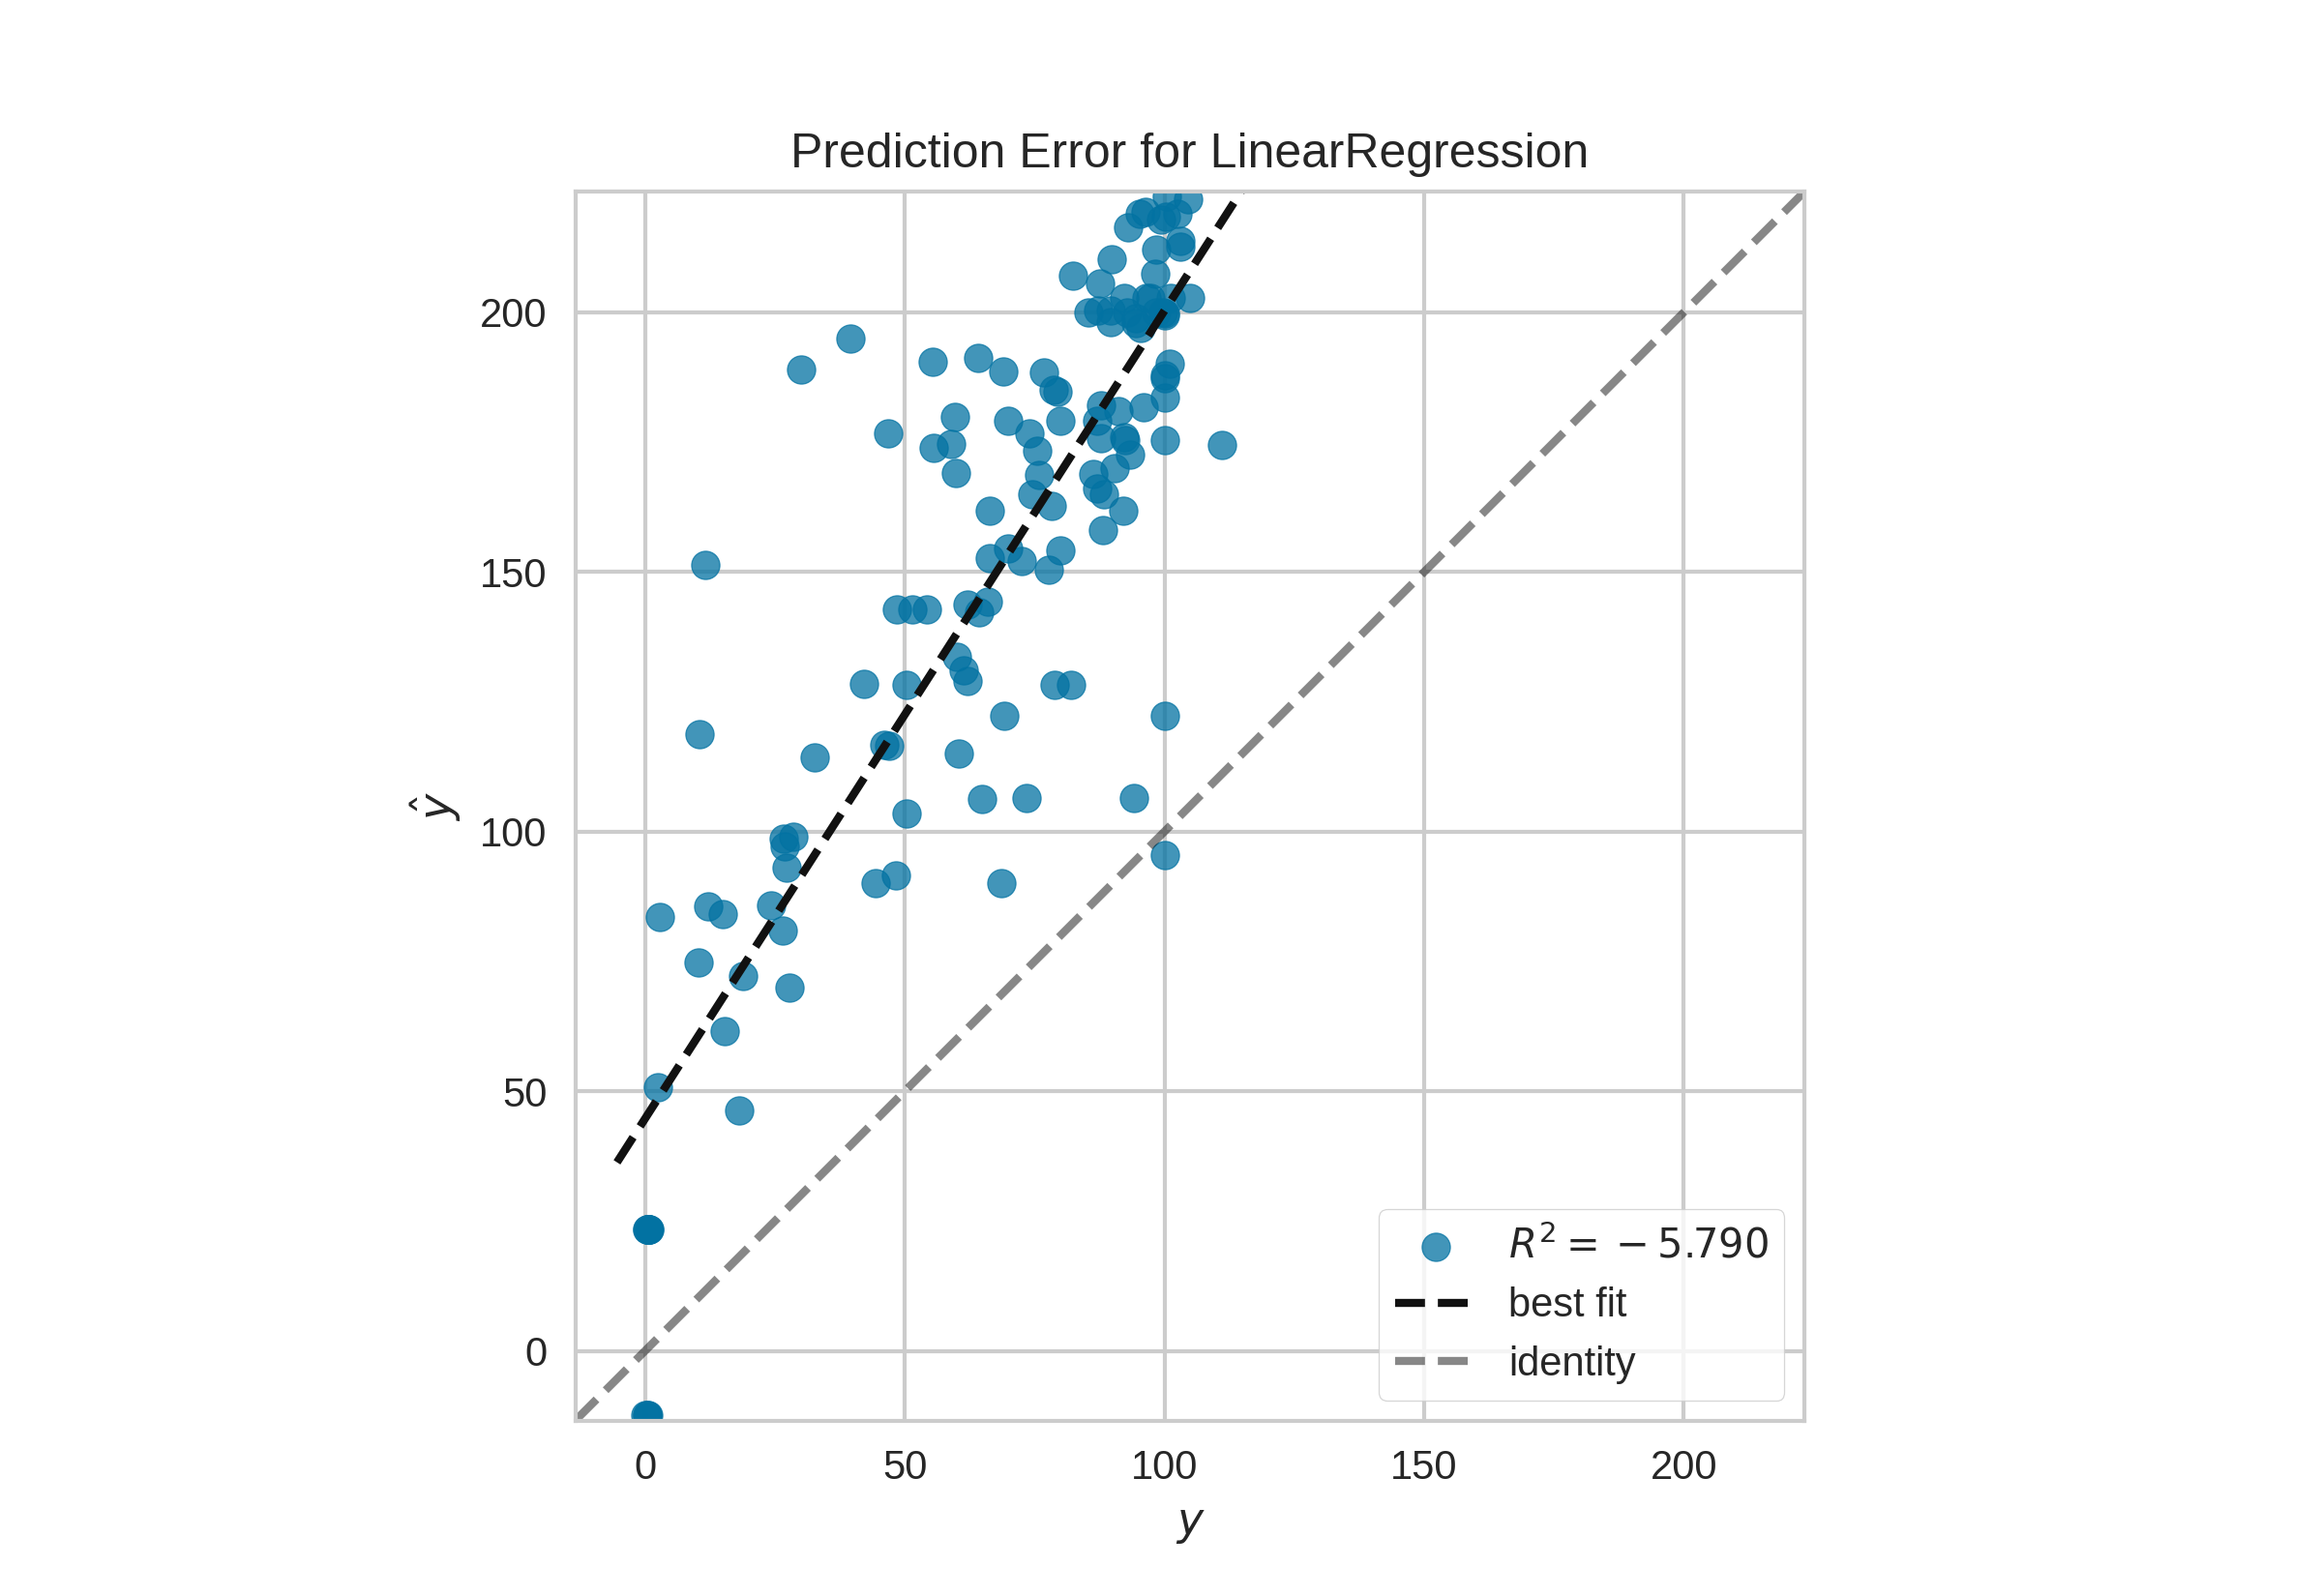 Prediction Error for LinearRegression
200
150
100
50
0
ŷ
0 50 100 150 200
y
R² = −5.790
best fit
identity